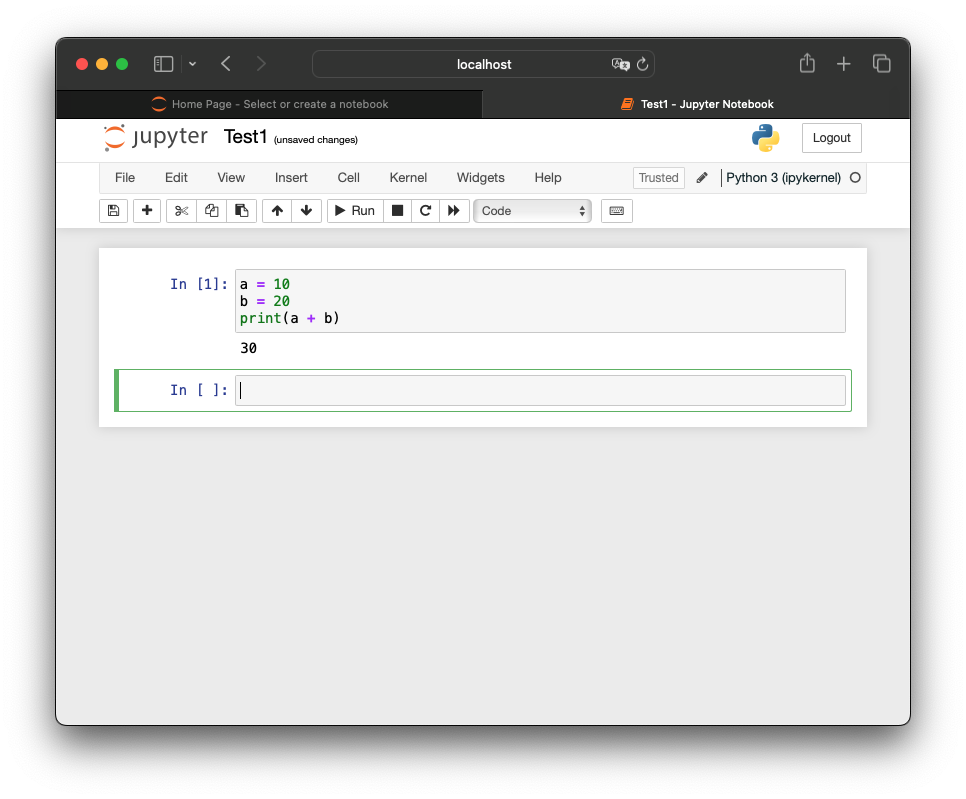 localhost
Home Page - Select or create a notebook
Test1 - Jupyter Notebook
jupyter Test1 (unsaved changes)
Logout
File Edit View Insert Cell Kernel Widgets Help Trusted Python 3 (ipykernel)
Run Code
In [1]: a = 10
b = 20
print(a + b)
30
In [ ]: